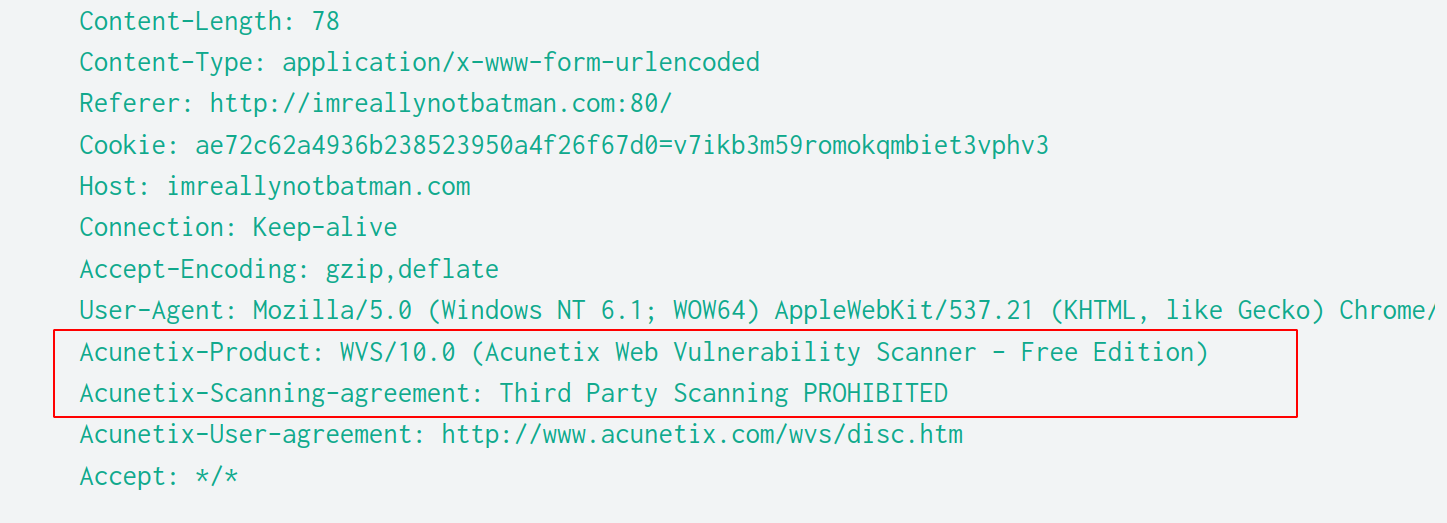 Content-Length: 78
Content-Type: application/x-www-form-urlencoded
Referer: http://imreallynotbatman.com:80/
Cookie: ae72c62a4936b238523950a4f26f67d0=v7ikb3m59romokqmbiet3vphv3
Host: imreallynotbatman.com
Connection: Keep-alive
Accept-Encoding: gzip,deflate
User-Agent: Mozilla/5.0 (Windows NT 6.1; WOW64) AppleWebKit/537.21 (KHTML, like Gecko) Chrome/
Acunetix-Product: WVS/10.0 (Acunetix Web Vulnerability Scanner - Free Edition)
Acunetix-Scanning-agreement: Third Party Scanning PROHIBITED
Acunetix-User-agreement: http://www.acunetix.com/wvs/disc.htm
Accept: */*